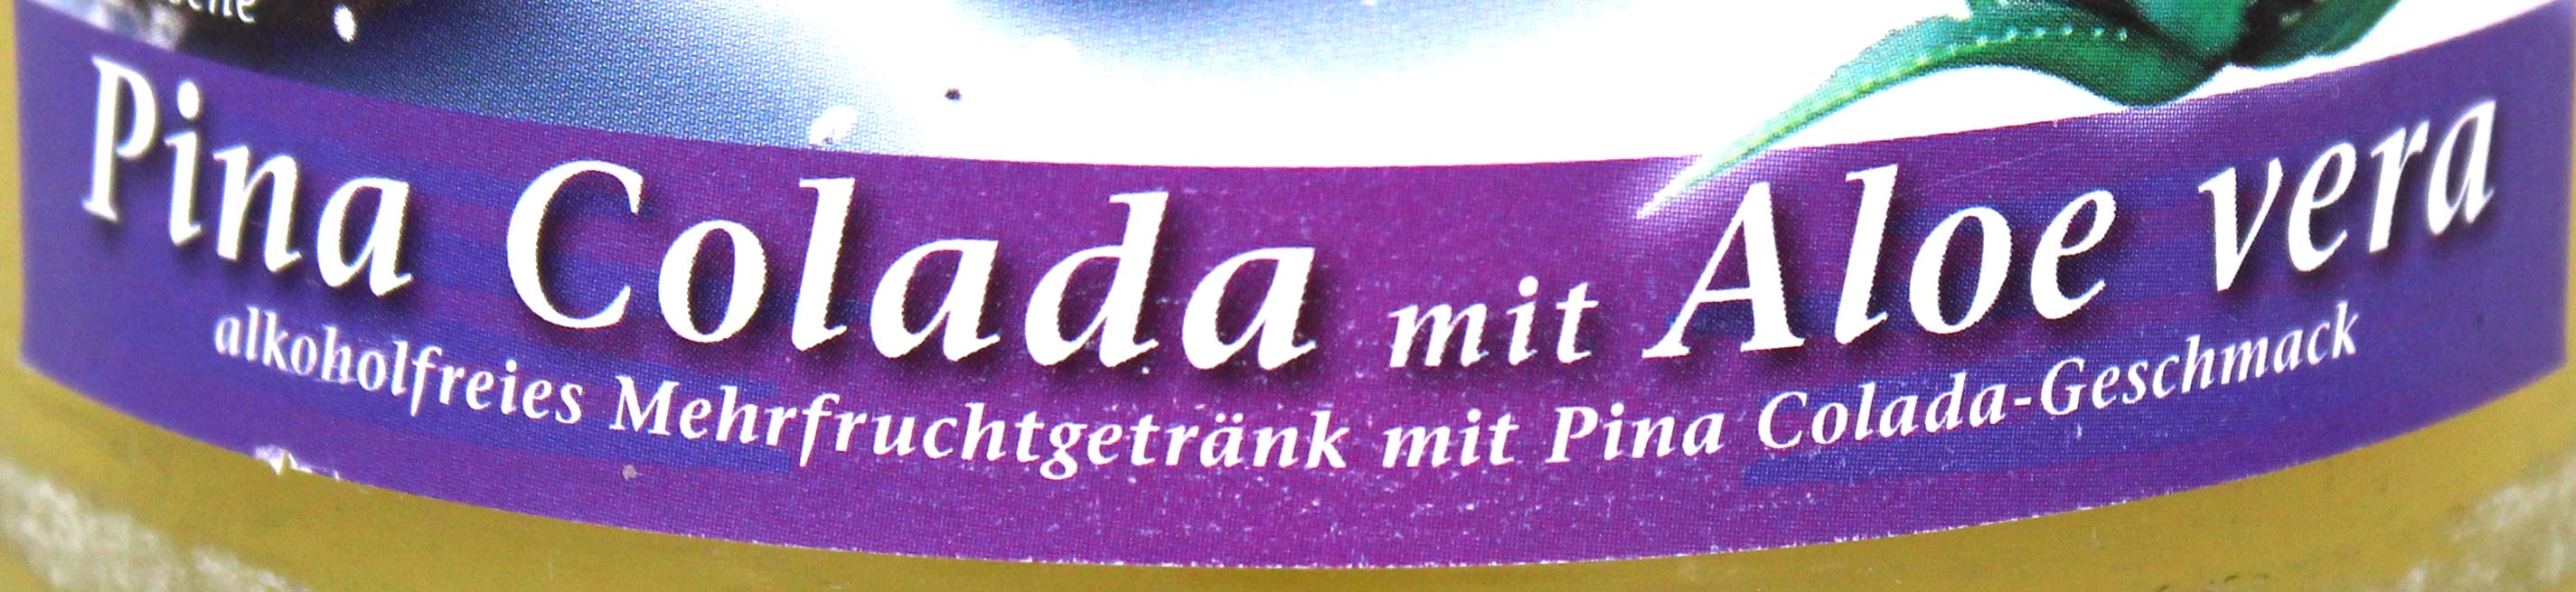 Pina Colada mit Aloe vera
alkoholfreies Mehrfruchtgetränk mit Pina Colada-Geschmack